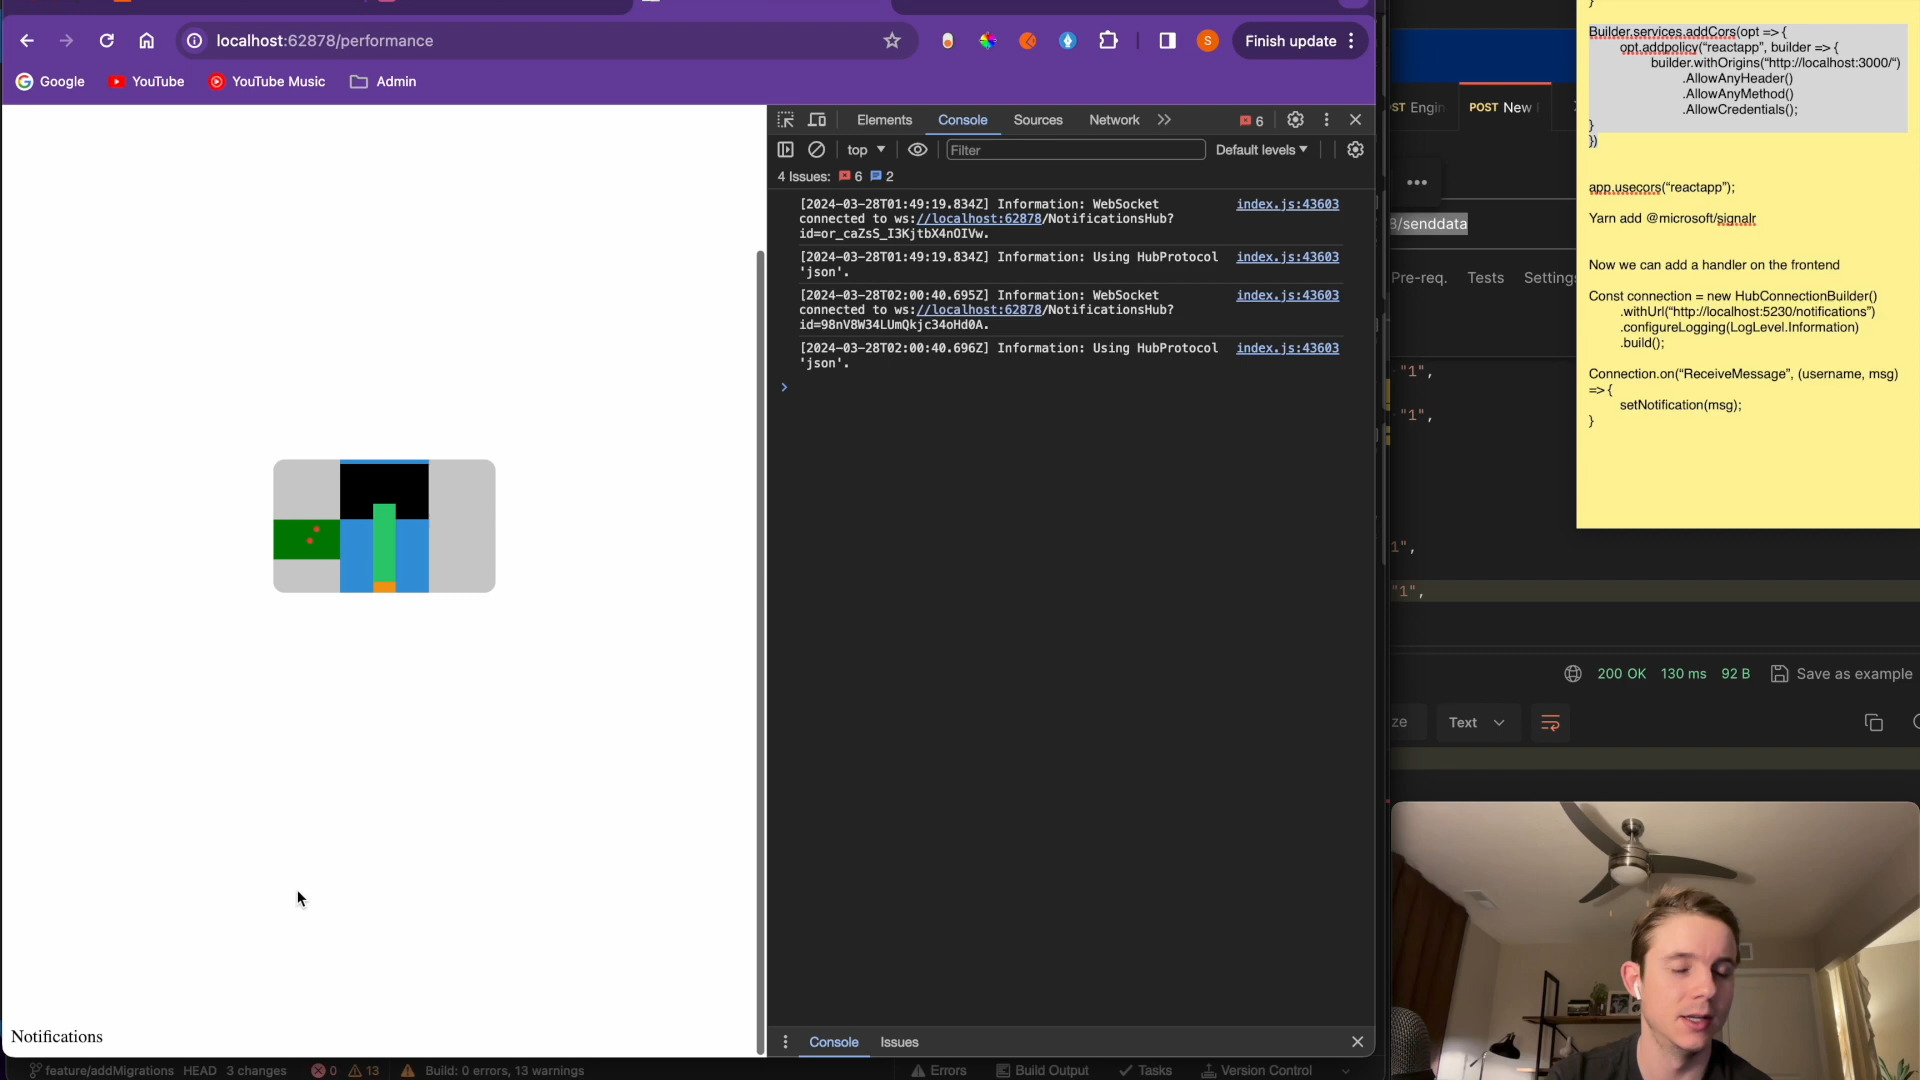 localhost:62878/performance
S
Finish update
Google
YouTube
YouTube Music
Admin
Elements
Console
Sources
Network
6
top
Filter
Default levels
4 Issues: 6 2
[2024-03-28T01:49:19.834Z] Information: WebSocket
index.js:43603
connected to ws://localhost:62878/NotificationsHub?
id=or_caZsS_I3KjtbX4nOIVw.
[2024-03-28T01:49:19.834Z] Information: Using HubProtocol
index.js:43603
'json'.
[2024-03-28T02:00:40.695Z] Information: WebSocket
index.js:43603
connected to ws://localhost:62878/NotificationsHub?
id=98nV8W34LUmQkjc34oHd0A.
[2024-03-28T02:00:40.696Z] Information: Using HubProtocol
index.js:43603
'json'.
Notifications
Console
Issues
feature/addMigrations
HEAD
3 changes
0
13
Build: 0 errors, 13 warnings
Errors
Build Output
Tasks
Version Control
ST Engin
POST New
8/senddata
Pre-req.
Tests
Settings
"1",
"1",
1",
"1",
200 OK
130 ms
92 B
Save as example
ze
Text
}
Builder.services.addCors(opt => {
opt.addpolicy(“reactapp”, builder => {
builder.withOrigins(“http://localhost:3000/“)
.AllowAnyHeader()
.AllowAnyMethod()
.AllowCredentials();
}
})
app.usecors(“reactapp”);
Yarn add @microsoft/signalr
Now we can add a handler on the frontend
Const connection = new HubConnectionBuilder()
.withUrl(“http://localhost:5230/notifications”)
.configureLogging(LogLevel.Information)
.build();
Connection.on(“ReceiveMessage”, (username, msg)
=> {
setNotification(msg);
}